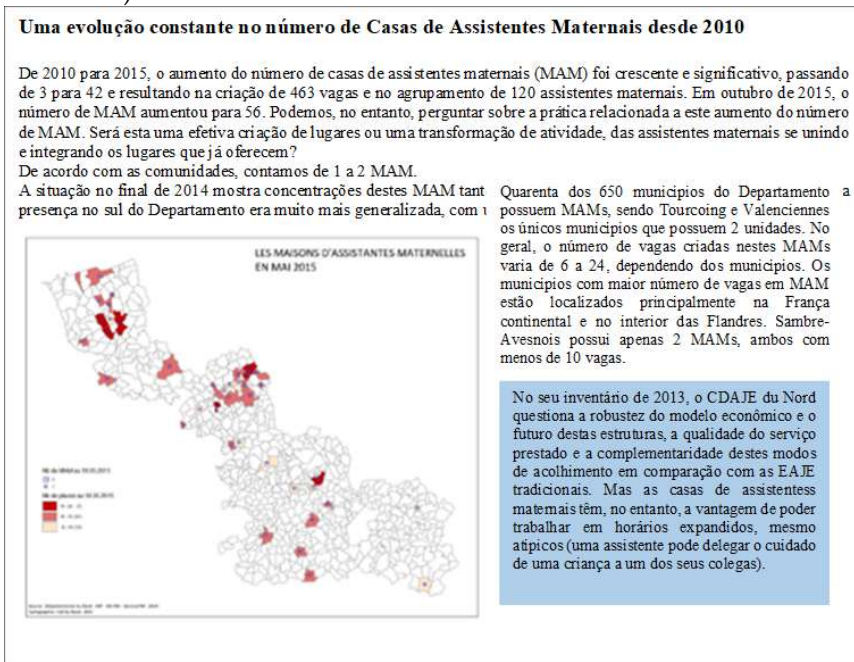 Uma evolução constante no número de Casas de Assistentes Maternais desde 2010
De 2010 para 2015, o aumento do número de casas de assistentes maternais (MAM) foi crescente e significativo, passando
de 3 para 42 e resultando na criação de 463 vagas e no agrupamento de 120 assistentes maternais. Em outubro de 2015, o
número de MAM aumentou para 56. Podemos, no entanto, perguntar sobre a prática relacionada a este aumento do número
de MAM. Será esta uma efetiva criação de lugares ou uma transformação de atividade, das assistentes maternais se unindo
e integrando os lugares que já oferecem?
De acordo com as comunidades, contamos de 1 a 2 MAM.
A situação no final de 2014 mostra concentrações destes MAM tant
a
presença no sul do Departamento era muito mais generalizada, com
Quarenta dos 650 municipios do Departamento
possuem MAMs, sendo Tourcoing e Valenciennes
os únicos municipios que possuem 2 unidades. No
geral, o número de vagas criadas nestes MAMs
varia de 6 a 24, dependendo dos municipios. Os
municipios com maior número de vagas em MAM
estão localizados principalmente na França
continental e no interior das Flandres. Sambre-
Avesnois possui apenas 2 MAMs, ambos com
menos de 10 vagas.
LES MAISONS D'ASSISTANTES MATERNELLES
EN MAI 2015
No seu inventário de 2013, o CDAJE du Nord
questiona a robustez do modelo econômico e o
futuro destas estruturas, a qualidade do serviço
prestado e a complementaridade destes modos
de acolhimento em comparação com as EAJE
tradicionais. Mas as casas de assistentess
maternais têm, no entanto, a vantagem de poder
trabalhar em horários expandidos, mesmo
atípicos (uma assistente pode delegar o cuidado
de uma criança a um dos seus colegas).